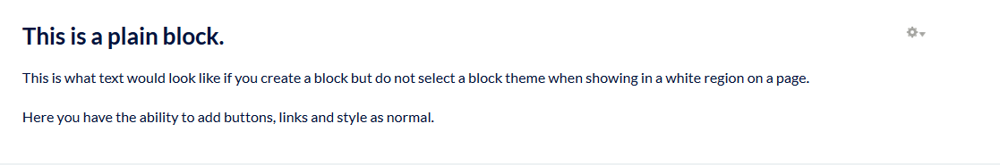 This is a plain block.
This is what text would look like if you create a block but do not select a block theme when showing in a white region on a page.
Here you have the ability to add buttons, links and style as normal.